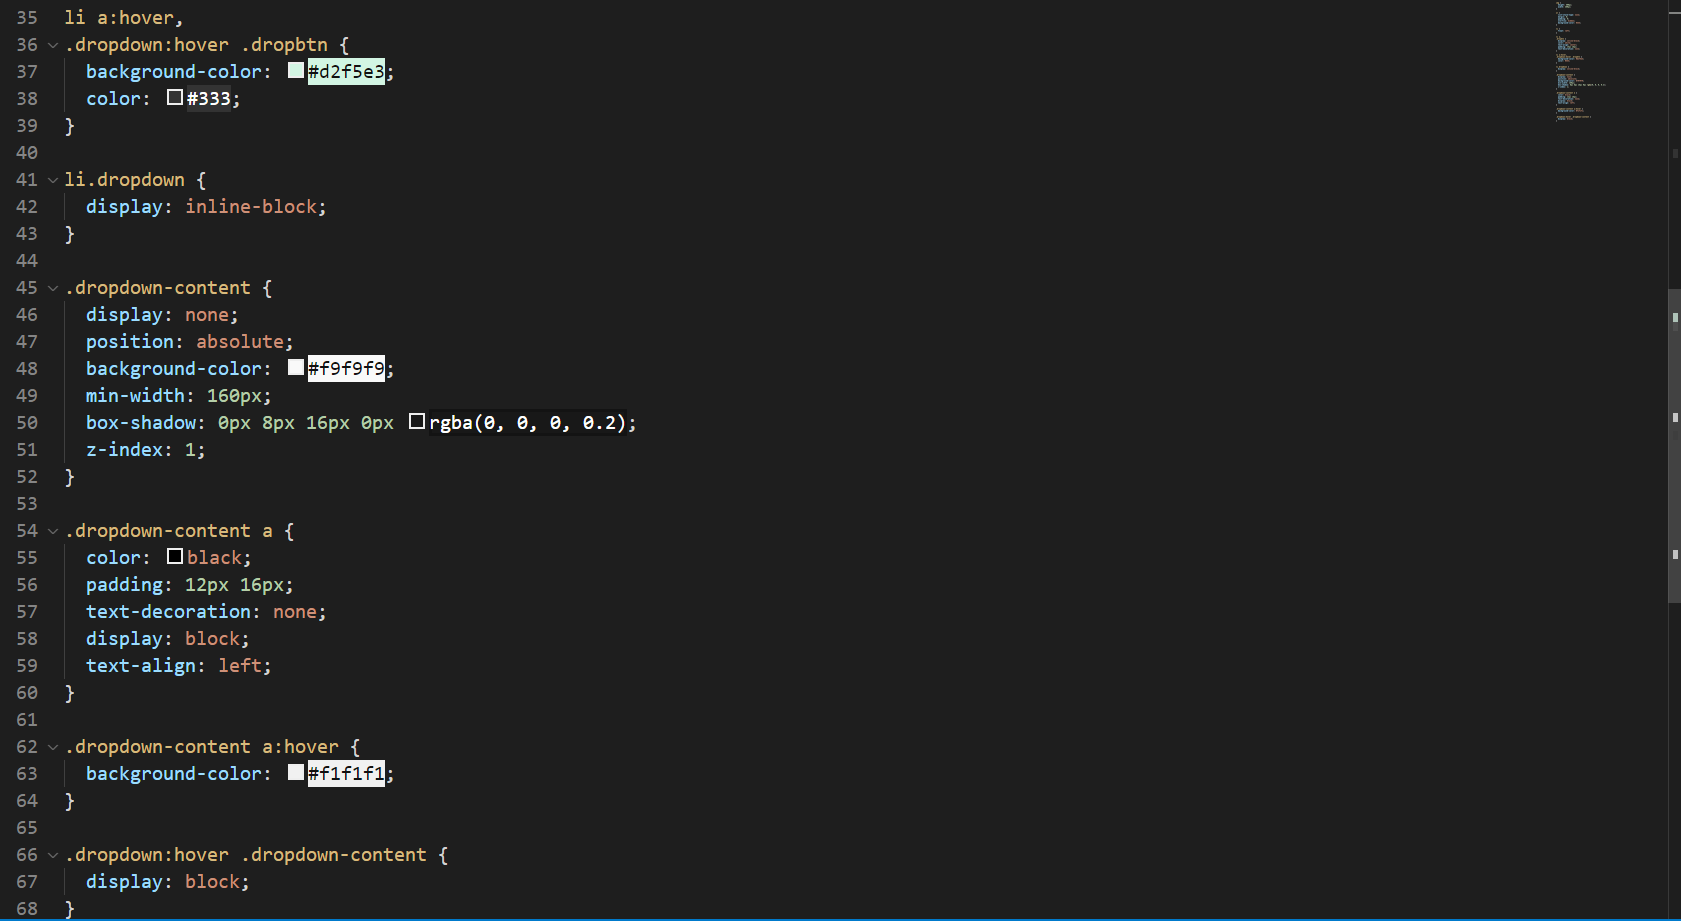 35 li a:hover,
36 .dropdown:hover .dropbtn {
37 background-color: #d2f5e3;
38 color: #333;
39 }
40
41 li.dropdown {
42 display: inline-block;
43 }
44
45 .dropdown-content {
46 display: none;
47 position: absolute;
48 background-color: #f9f9f9;
49 min-width: 160px;
50 box-shadow: 0px 8px 16px 0px rgba(0, 0, 0, 0.2);
51 z-index: 1;
52 }
53
54 .dropdown-content a {
55 color: black;
56 padding: 12px 16px;
57 text-decoration: none;
58 display: block;
59 text-align: left;
60 }
61
62 .dropdown-content a:hover {
63 background-color: #f1f1f1;
64 }
65
66 .dropdown:hover .dropdown-content {
67 display: block;
68 }